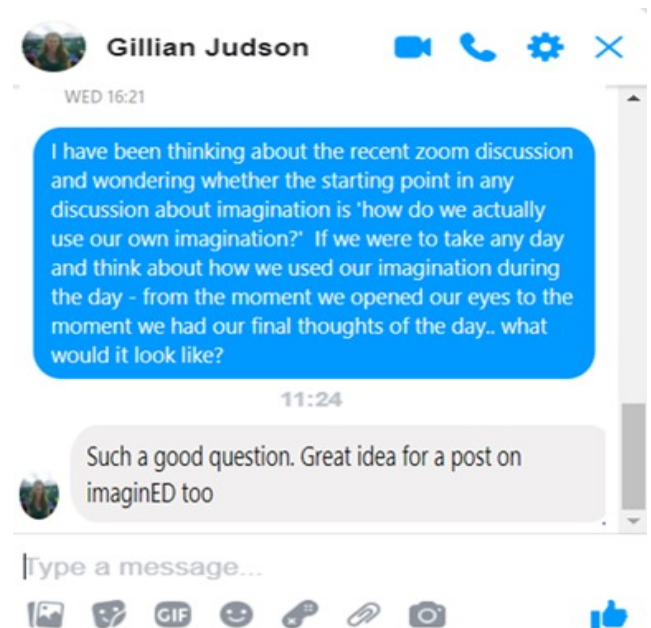 Gillian Judson
WED 16:21
I have been thinking about the recent zoom discussion
and wondering whether the starting point in any
discussion about imagination is 'how do we actually
use our own imagination?' If we were to take any day
and think about how we used our imagination during
the day - from the moment we opened our eyes to the
moment we had our final thoughts of the day.. what
would it look like?
11:24
Such a good question. Great idea for a post on
imaginED too
Type a message...
GIF